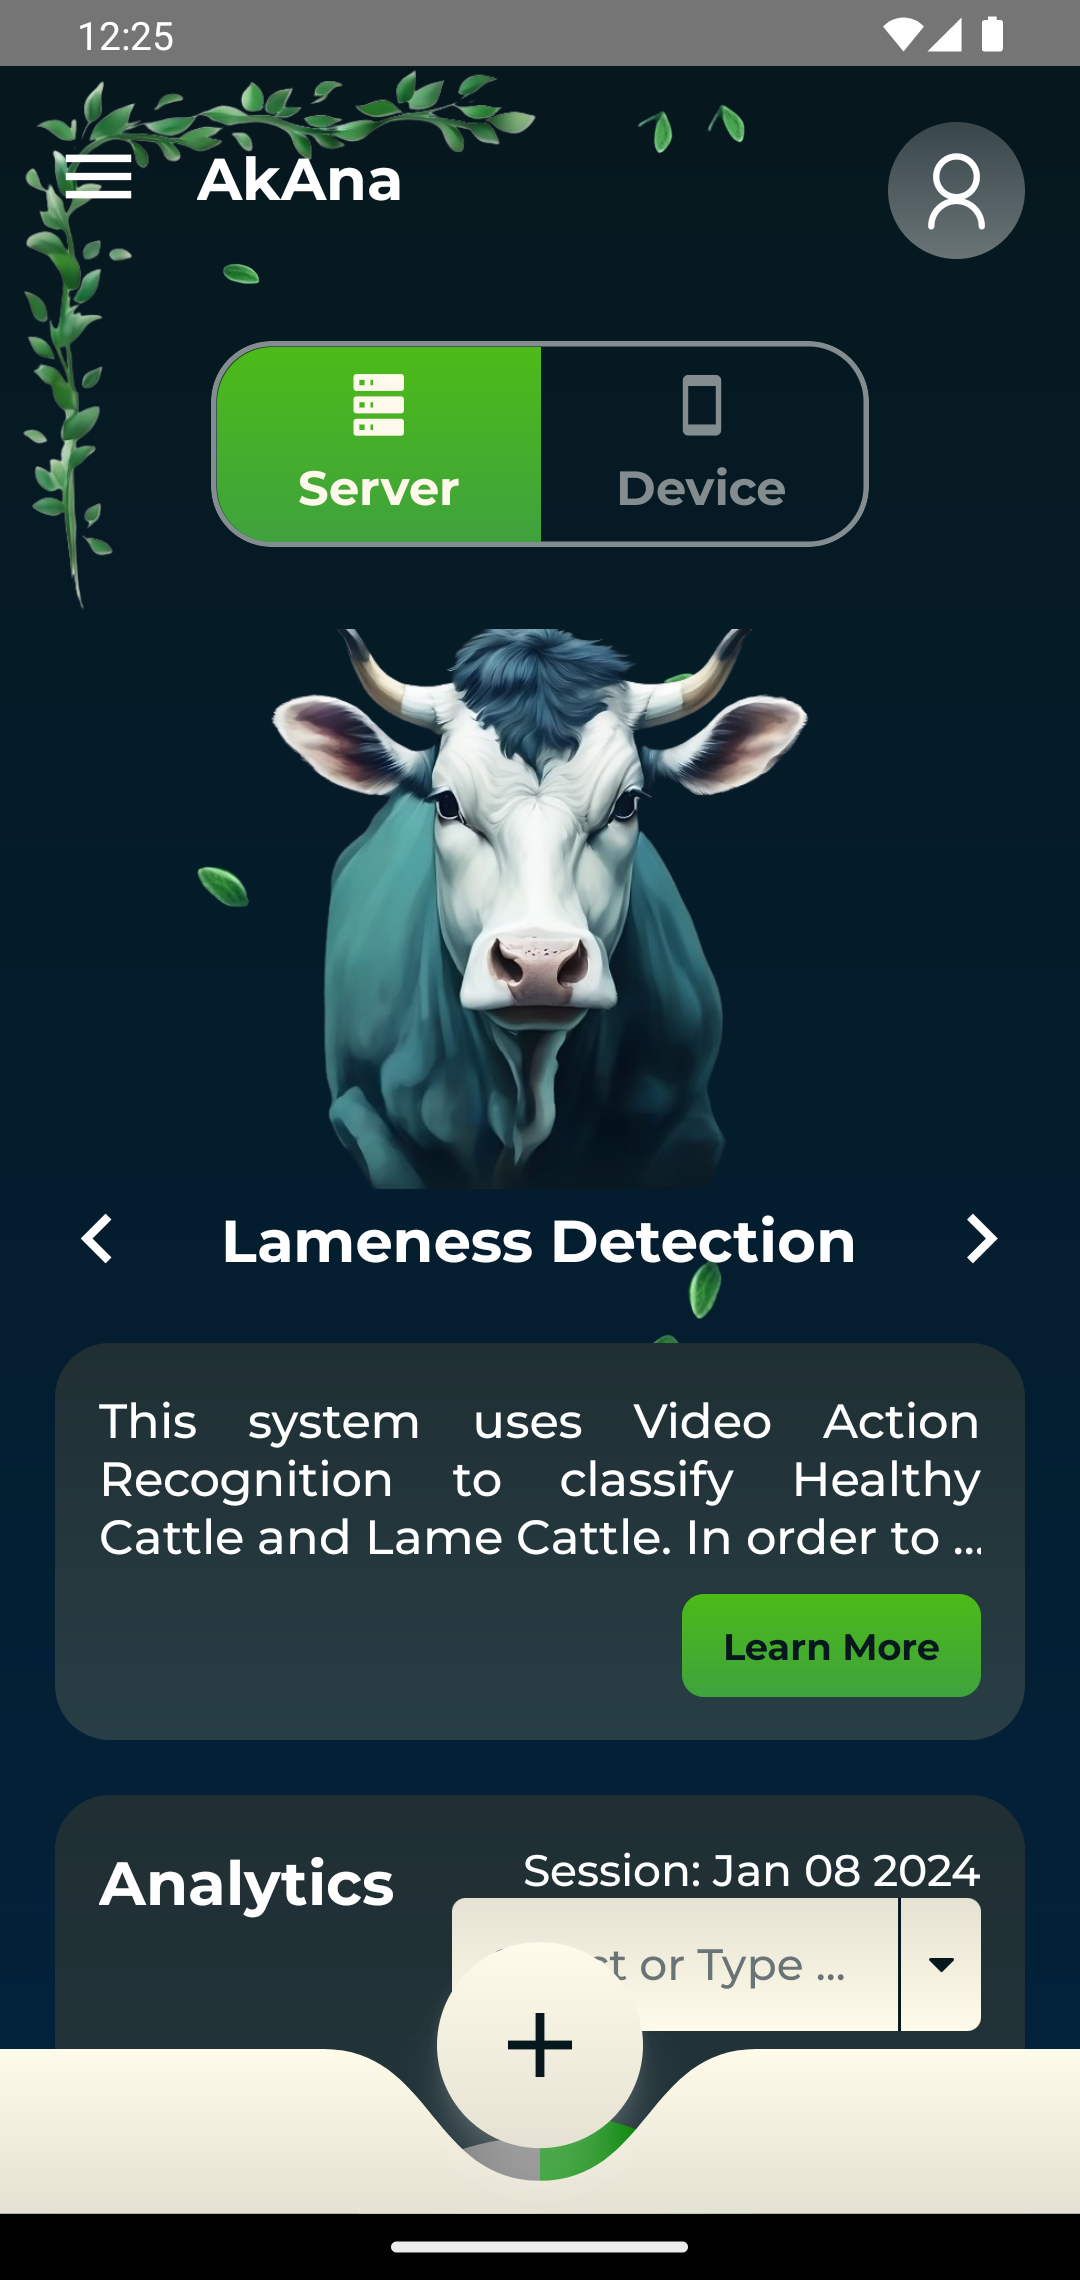 12:25
AkAna
Server
Device
Lameness Detection
This system uses Video Action
Recognition to classify Healthy
Cattle and Lame Cattle. In order to ...
Learn More
Analytics
Session: Jan 08 2024
or Type ...